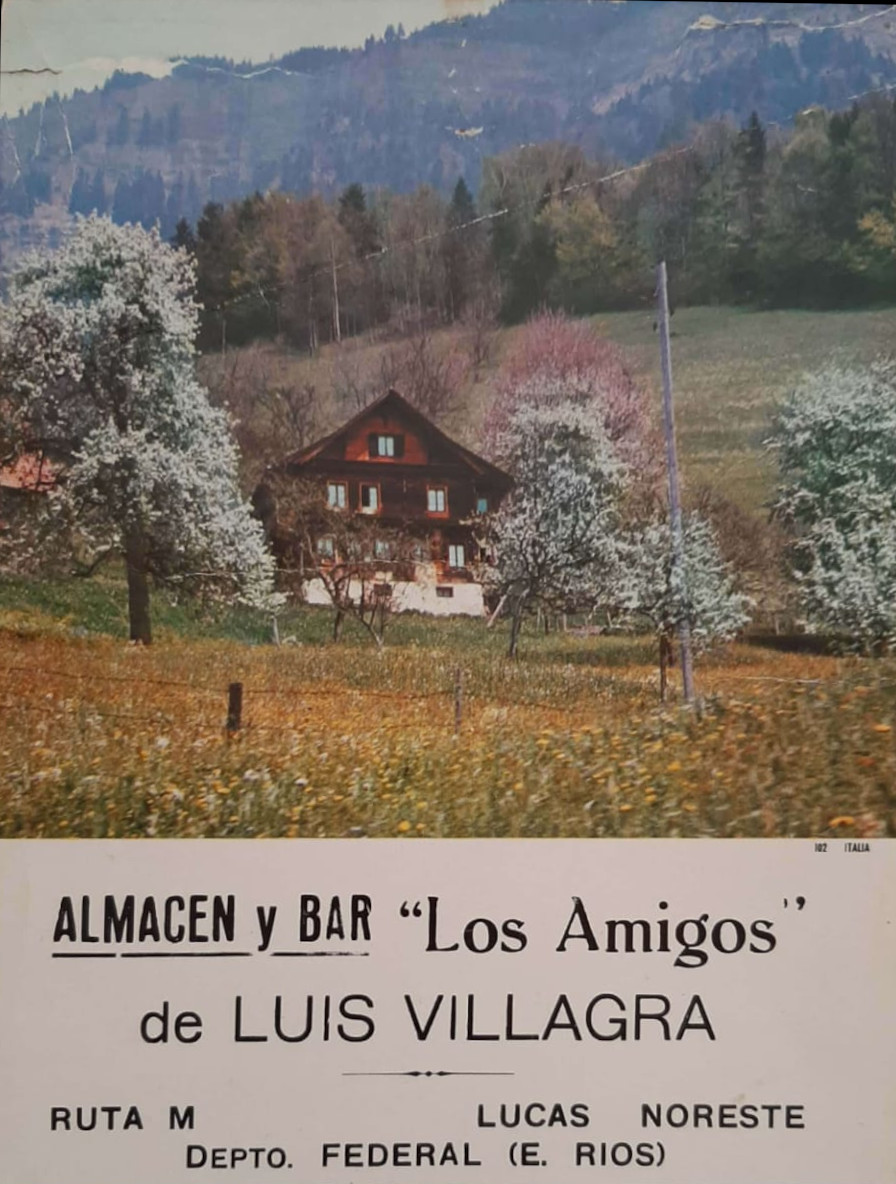 102 ITALIA
ALMACEN y BAR “Los Amigos”
de LUIS VILLAGRA
RUTA M LUCAS NORESTE
DEPTO. FEDERAL (E. RIOS)